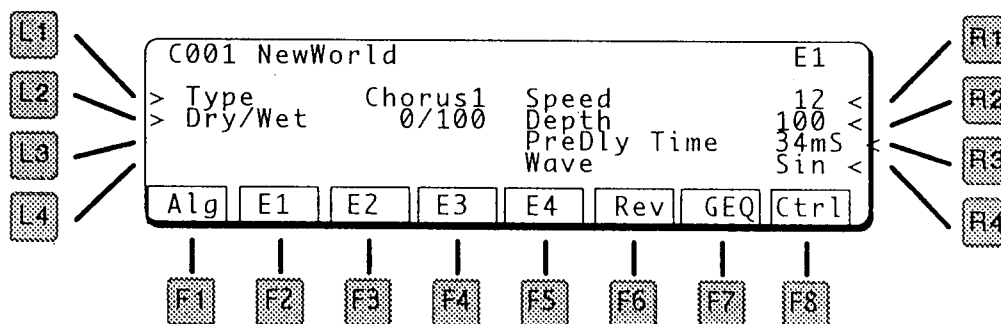 L1
L2
L3
L4
C001 NewWorld E1
> Type Chorus1 Speed 12 <
> Dry/Wet 0/100 Depth 100 <
PreDly Time 34mS <
Wave Sin <
Alg E1 E2 E3 E4 Rev GEQ Ctrl
R1
R2
R3
R4
F1 F2 F3 F4 F5 F6 F7 F8